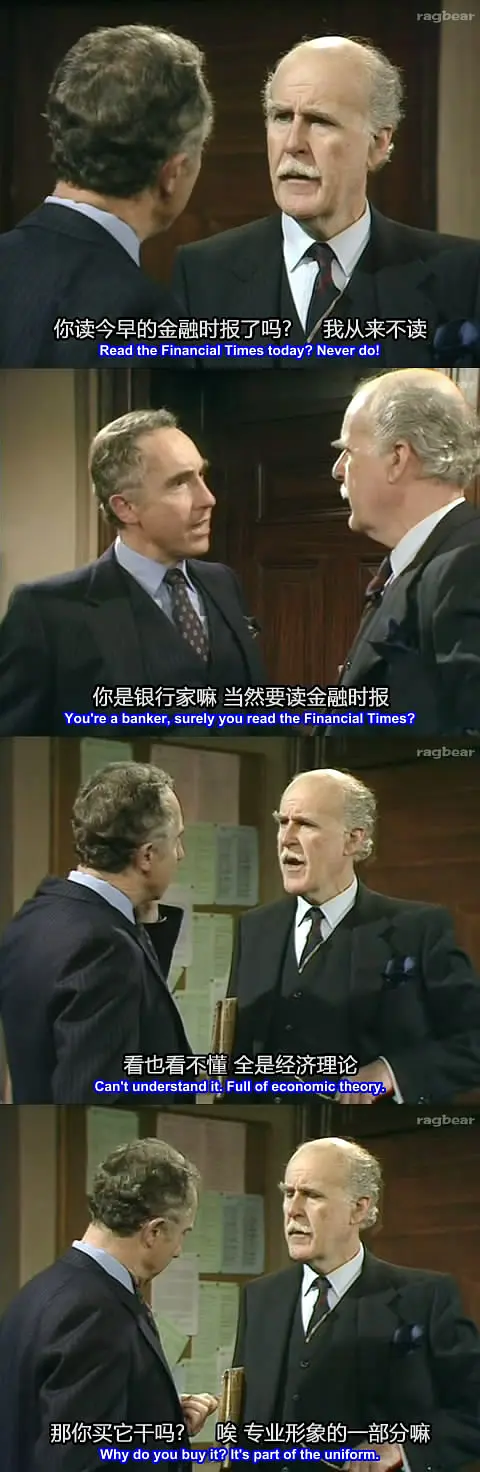 ragbear
你读今早的金融时报了吗? 我从来不读
Read the Financial Times today? Never do!
你是银行家嘛 当然要读金融时报
You're a banker, surely you read the Financial Times?
ragbear
看也看不懂 全是经济理论
Can't understand it. Full of economic theory.
ragbear
那你买它干吗? 唉 专业形象的一部分嘛
Why do you buy it? It's part of the uniform.